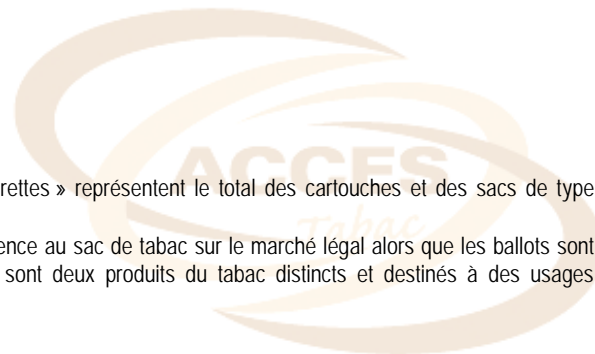 ACCES
rettes » représentent le total des cartouches et des sacs de type
Tabac
ence au sac de tabac sur le marché légal alors que les ballots sont
sont deux produits du tabac distincts et destinés à des usages